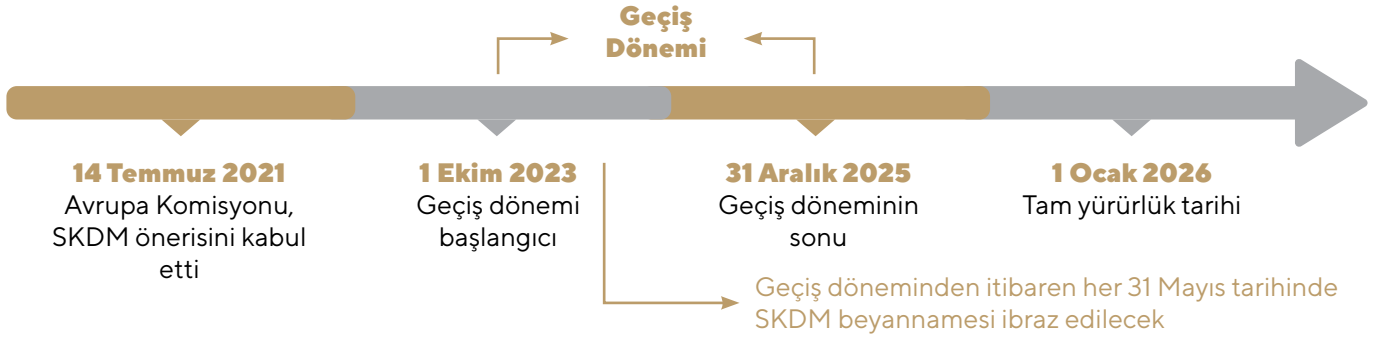 Geçiş
Dönemi
14 Temmuz 2021
Avrupa Komisyonu,
SKDM önerisini kabul
etti
1 Ekim 2023
Geçiş dönemi
başlangıcı
31 Aralık 2025
Geçiş döneminin
sonu
1 Ocak 2026
Tam yürürlük tarihi
Geçiş döneminden itibaren her 31 Mayıs tarihinde
SKDM beyannamesi ibraz edilecek